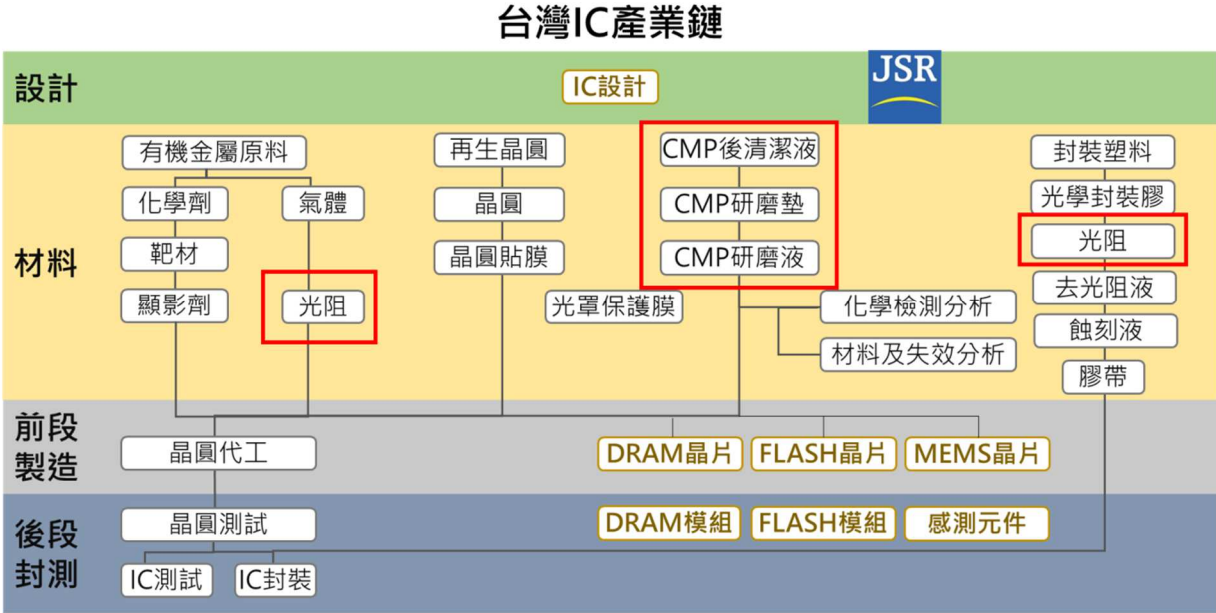 台灣IC產業鏈
設計
IC設計
JSR
材料
有機金屬原料
化學劑
氣體
靶材
顯影劑
光阻
再生晶圓
晶圓
晶圓貼膜
光罩保護膜
CMP後清潔液
CMP研磨墊
CMP研磨液
化學檢測分析
材料及失效分析
封裝塑料
光學封裝膠
光阻
去光阻液
蝕刻液
膠帶
前段
製造
晶圓代工
DRAM晶片
FLASH晶片
MEMS晶片
後段
封測
晶圓測試
DRAM模組
FLASH模組
感測元件
IC測試
IC封裝